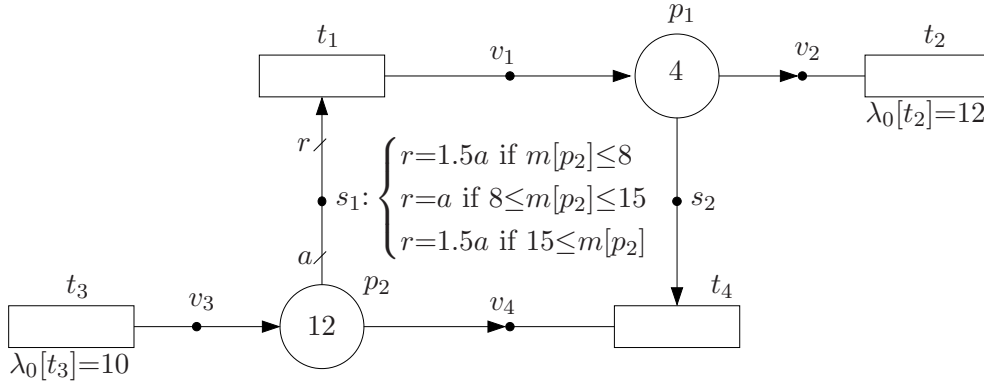 p₁
t₁
v₁
v₂
t₂
4
λ₀[t₂]=12
r
r=1.5a if m[p₂]≤8
s₁: r=a if 8≤m[p₂]≤15
s₂
r=1.5a if 15≤m[p₂]
a
t₃
v₃
p₂
v₄
t₄
12
λ₀[t₃]=10